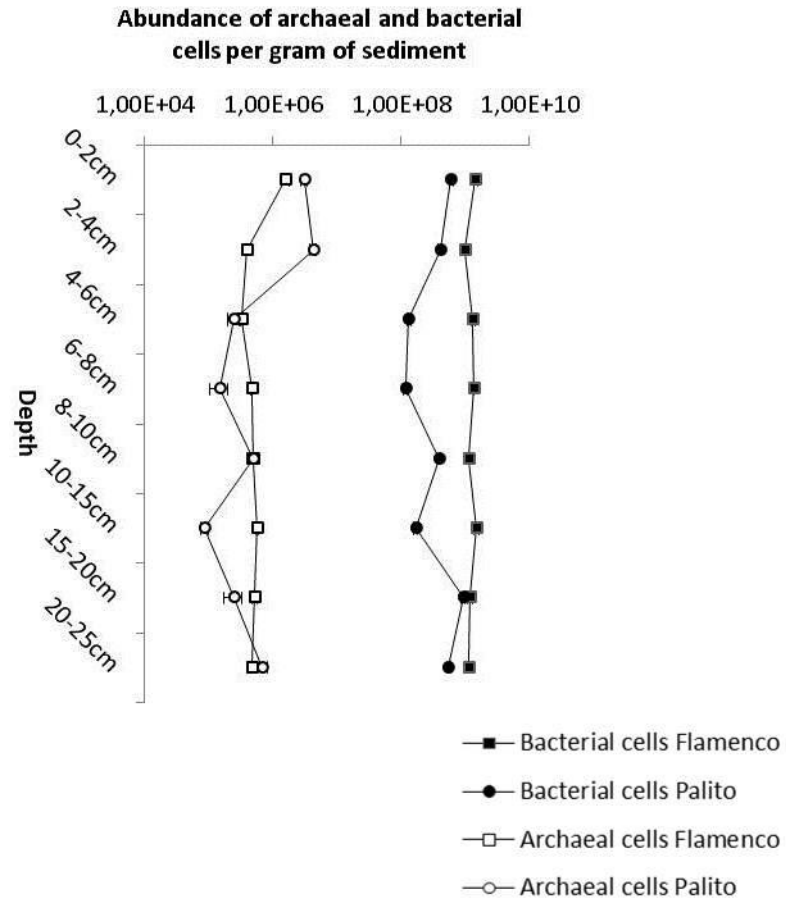 Abundance of archaeal and bacterial
cells per gram of sediment
1,00E+04 1,00E+06 1,00E+08 1,00E+10
0-2cm
2-4cm
4-6cm
6-8cm
8-10cm
10-15cm
15-20cm
20-25cm
Depth
Bacterial cells Flamenco
Bacterial cells Palito
Archaeal cells Flamenco
Archaeal cells Palito